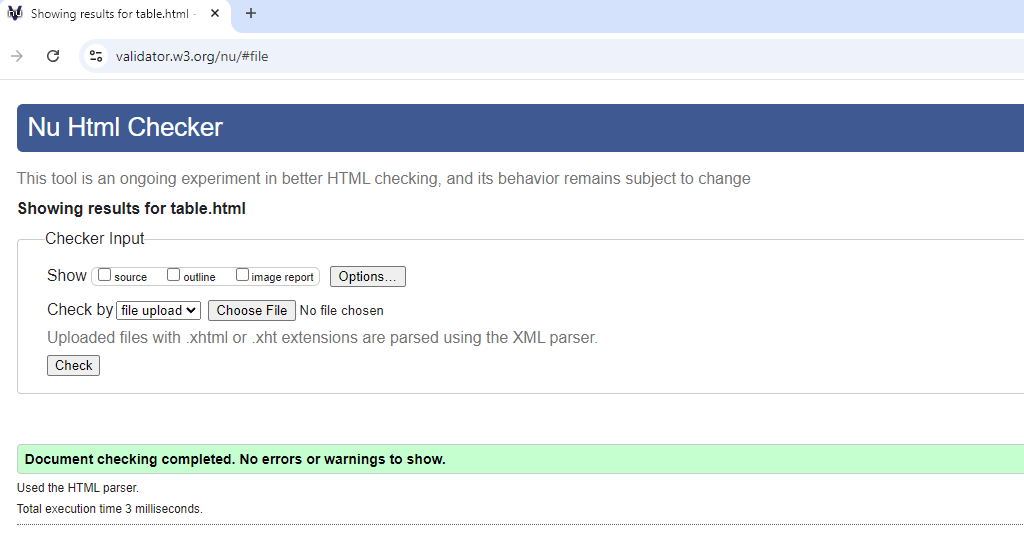 Showing results for table.html
validator.w3.org/nu/#file
Nu Html Checker
This tool is an ongoing experiment in better HTML checking, and its behavior remains subject to change
Showing results for table.html
Checker Input
Show source outline image report Options...
Check by file upload Choose File No file chosen
Uploaded files with .xhtml or .xht extensions are parsed using the XML parser.
Check
Document checking completed. No errors or warnings to show.
Used the HTML parser.
Total execution time 3 milliseconds.